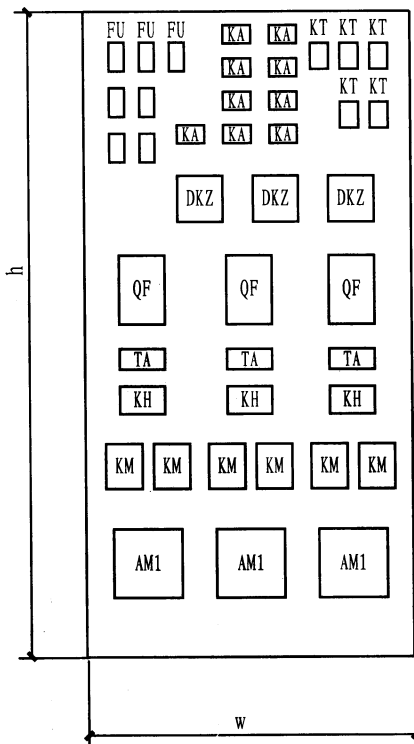 FU FU FU KA KA KT KT KT
KA KA
KA KA KT KT
KA KA KA
DKZ DKZ DKZ
h
QF QF QF
TA TA TA
KH KH KH
KM KM KM KM KM KM
AM1 AM1 AM1
W